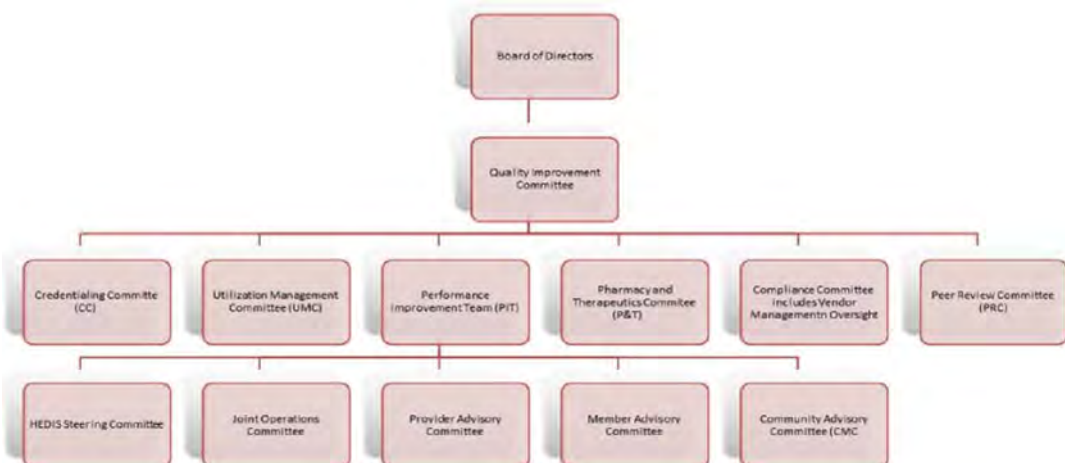 Board of Directors
Quality Improvement
Committee
Credentialing Committe
(CC)
Utilization Management
Committee (UMC)
Performance
Improvement Team (PIT)
Pharmacy and
Therapeutics Commitee
(P&T)
Compliance Committee
Includes Vendor
Managementn Oversight
Peer Review Committee
(PRC)
HEDIS Steering Committee
Joint Operations
Committee
Provider Advisory
Committee
Member Advisory
Committee
Community Advisory
Committee (CMC